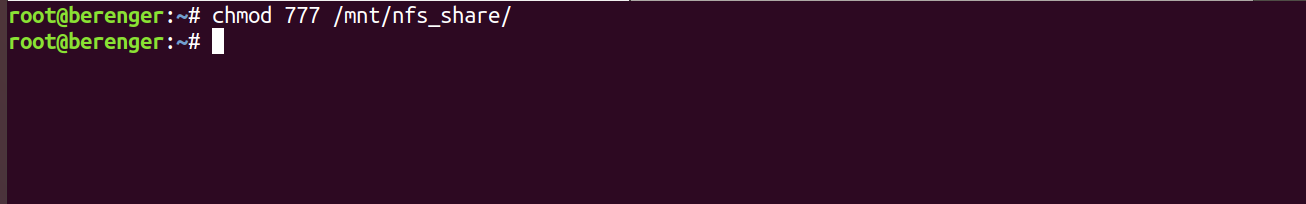 root@berenger:~# chmod 777 /mnt/nfs_share/
root@berenger:~#